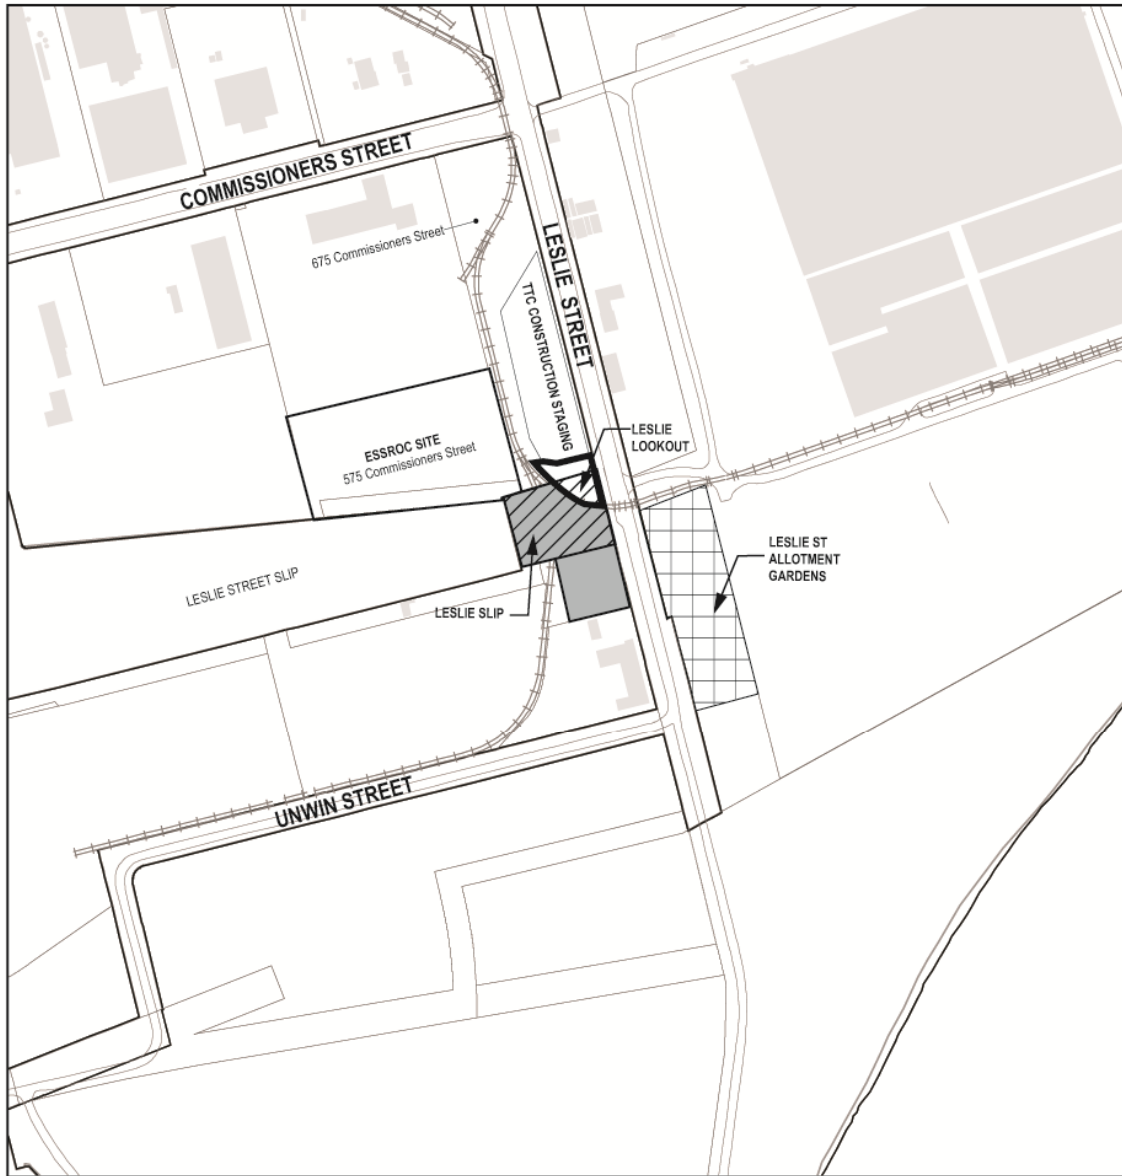 COMMISSIONERS STREET
675 Commissioners Street
LESLIE STREET
TTC CONSTRUCTION STAGING
LESLIE
LOOKOUT
ESSROC SITE
575 Commissioners Street
LESLIE STREET SLIP
LESLIE SLIP
LESLIE ST
ALLOTMENT
GARDENS
UNWIN STREET